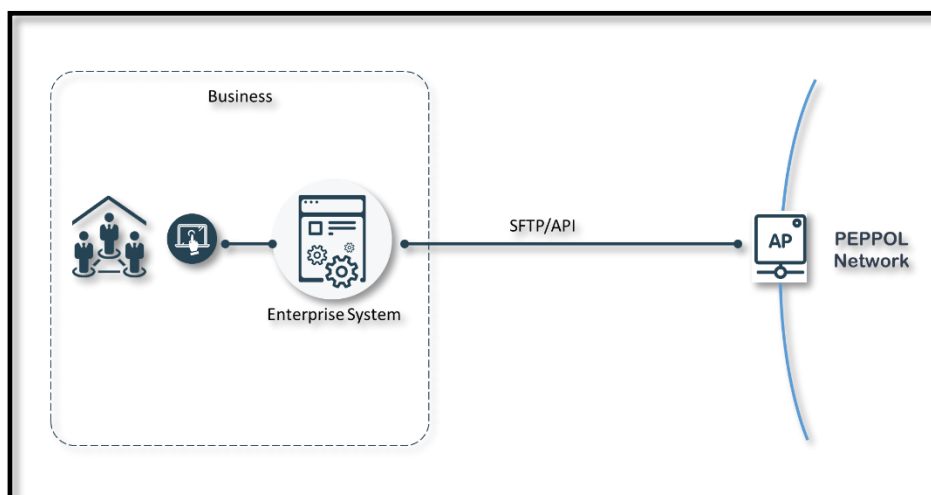 Business
SFTP/API
AP
PEPPOL
Network
Enterprise System